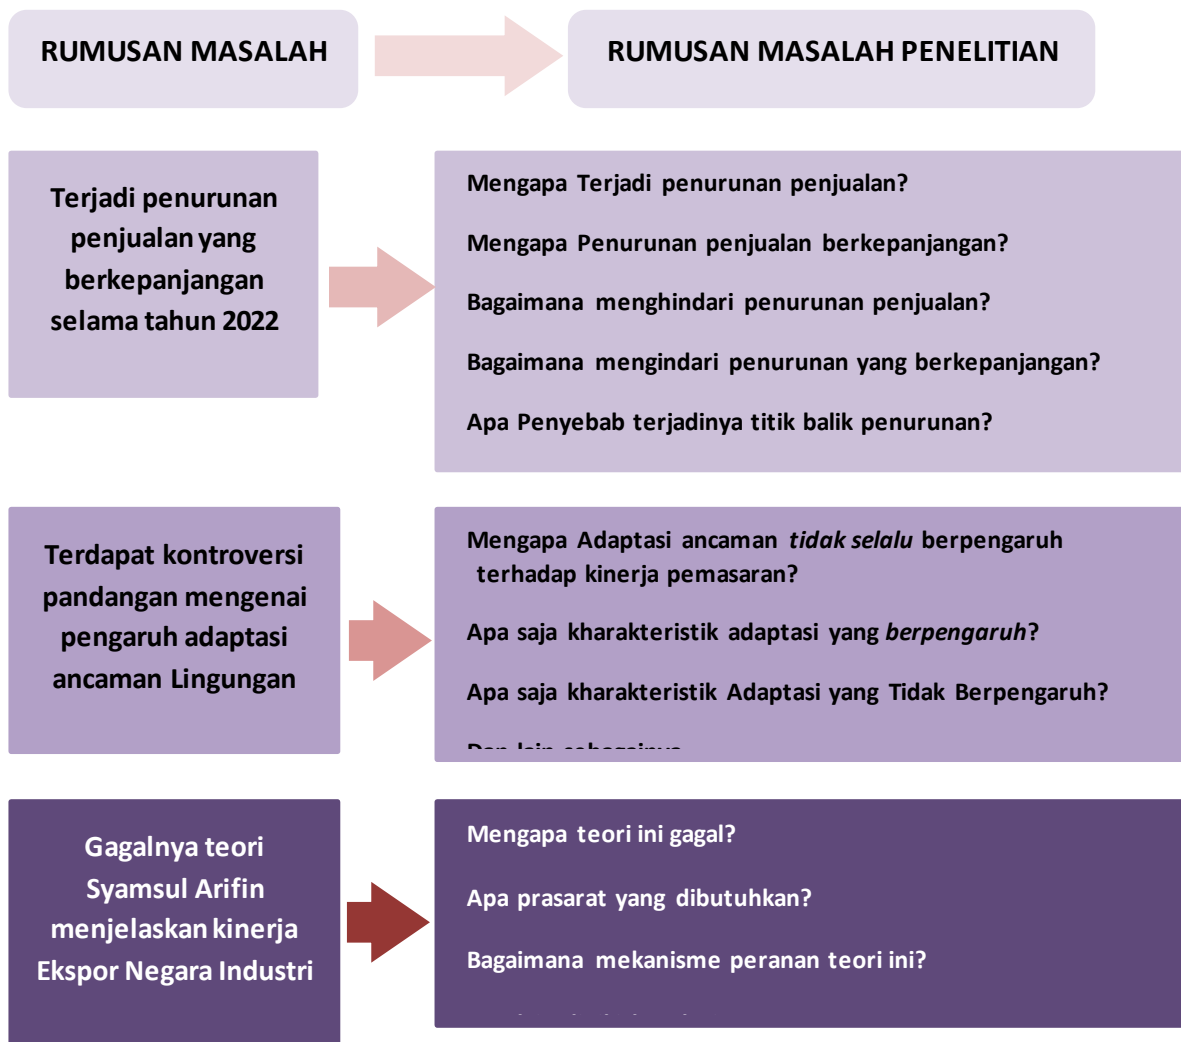 RUMUSAN MASALAH
RUMUSAN MASALAH PENELITIAN
Terjadi penurunan
penjualan yang
berkepanjangan
selama tahun 2022
Mengapa Terjadi penurunan penjualan?
Mengapa Penurunan penjualan berkepanjangan?
Bagaimana menghindari penurunan penjualan?
Bagaimana mengindari penurunan yang berkepanjangan?
Apa Penyebab terjadinya titik balik penurunan?
Terdapat kontroversi
pandangan mengenai
pengaruh adaptasi
ancaman Lingungan
Mengapa Adaptasi ancaman tidak selalu berpengaruh
terhadap kinerja pemasaran?
Apa saja kharakteristik adaptasi yang berpengaruh?
Apa saja kharakteristik Adaptasi yang Tidak Berpengaruh?
Dan lain sebagainya
Gagalnya teori
Syamsul Arifin
menjelaskan kinerja
Ekspor Negara Industri
Mengapa teori ini gagal?
Apa prasarat yang dibutuhkan?
Bagaimana mekanisme peranan teori ini?